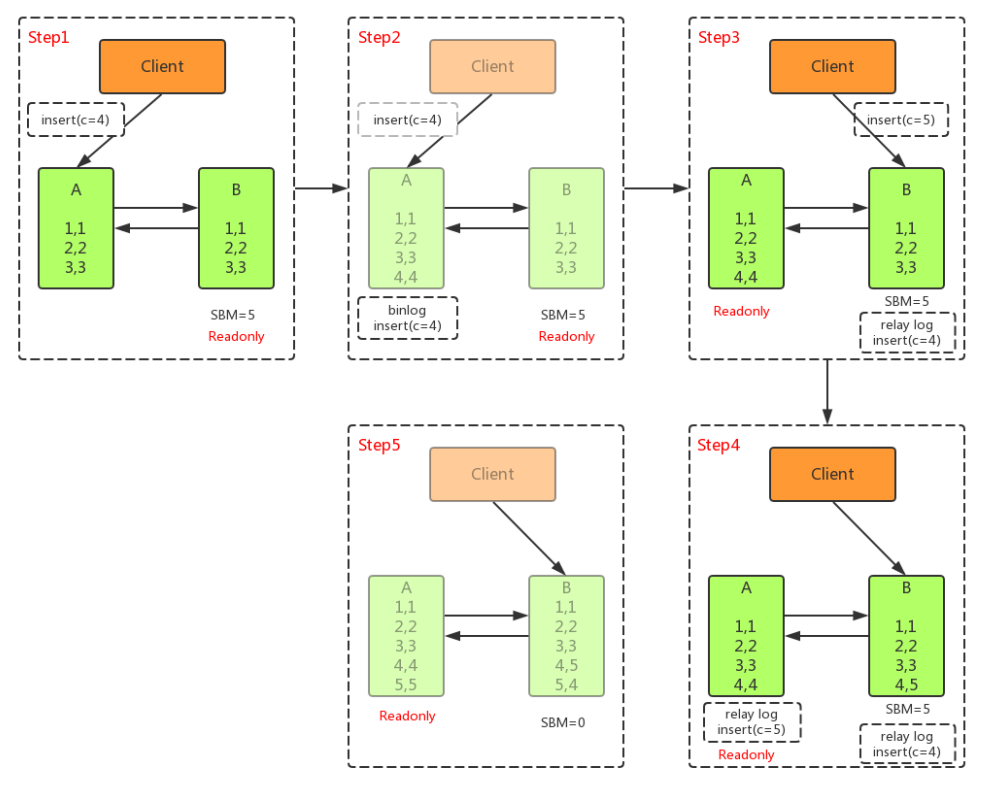 Step1
Client
insert(c=4)
A
1,1
2,2
3,3
B
1,1
2,2
3,3
SBM=5
Readonly
Step2
Client
insert(c=4)
A
1,1
2,2
3,3
4,4
binlog
insert(c=4)
B
1,1
2,2
3,3
SBM=5
Readonly
Step3
Client
insert(c=5)
A
1,1
2,2
3,3
4,4
Readonly
B
1,1
2,2
3,3
SBM=5
relay log
insert(c=4)
Step4
Client
A
1,1
2,2
3,3
4,4
relay log
insert(c=5)
Readonly
B
1,1
2,2
3,3
4,5
SBM=5
relay log
insert(c=4)
Step5
Client
A
1,1
2,2
3,3
4,4
5,5
Readonly
B
1,1
2,2
3,3
4,5
5,4
SBM=0